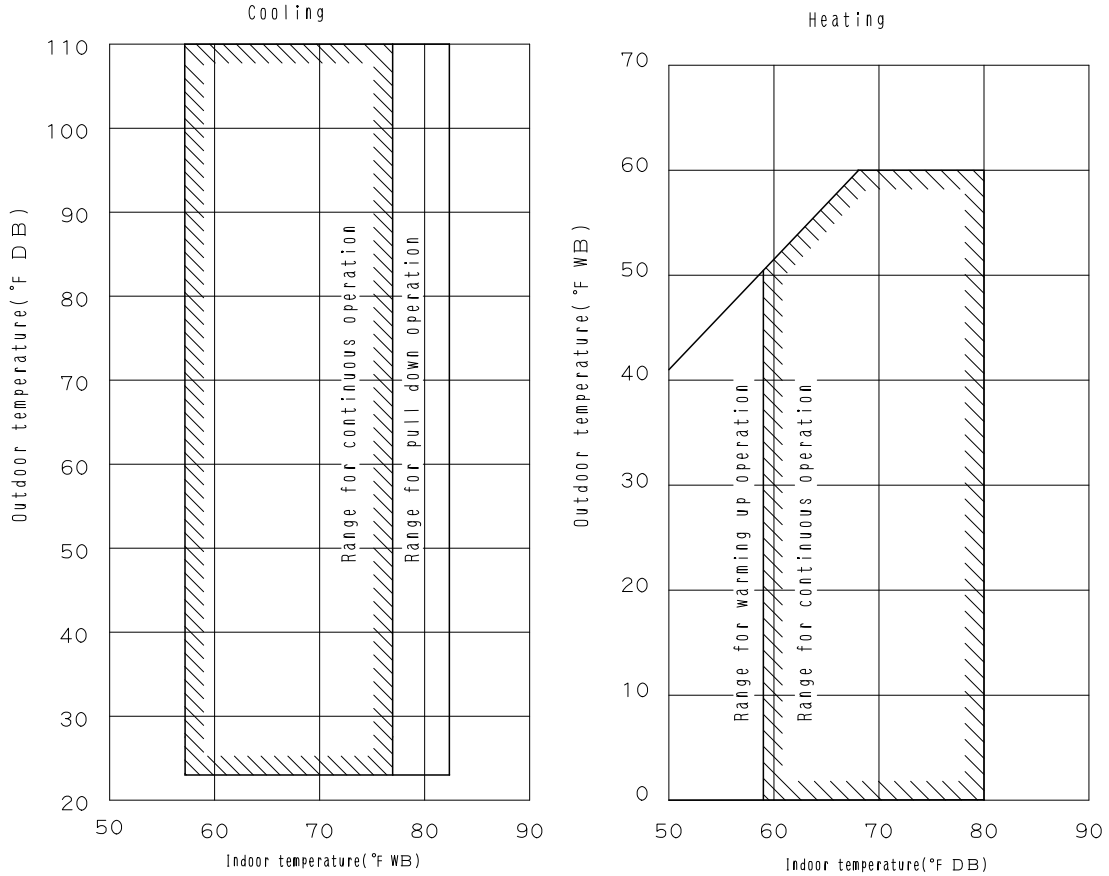 Cooling
110
100
90
80
70
60
50
40
30
20
Outdoor temperature(°F DB)
Range for continuous operation
Range for pull down operation
50 60 70 80 90
Indoor temperature(°F WB)
Heating
70
60
50
40
30
20
10
0
Outdoor temperature(°F WB)
Range for warming up operation
Range for continuous operation
50 60 70 80 90
Indoor temperature(°F DB)